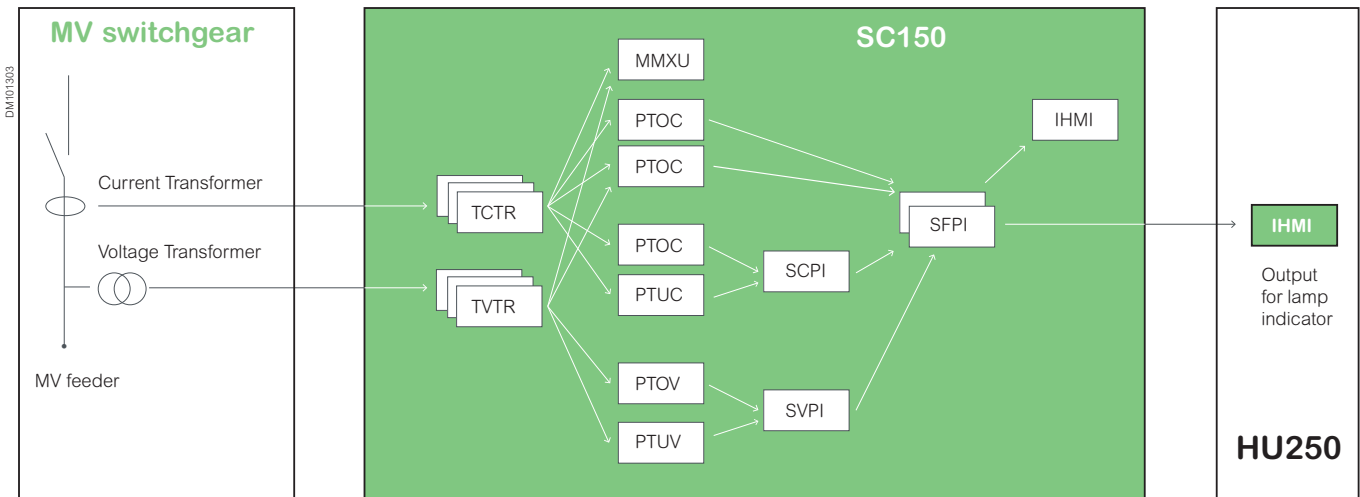 DM101303
MV switchgear
Current Transformer
Voltage Transformer
MV feeder
SC150
TCTR
TVTR
MMXU
PTOC
PTOC
PTOC
PTUC
PTOV
PTUV
SCPI
SVPI
SFPI
IHMI
IHMI
Output
for lamp
indicator
HU250